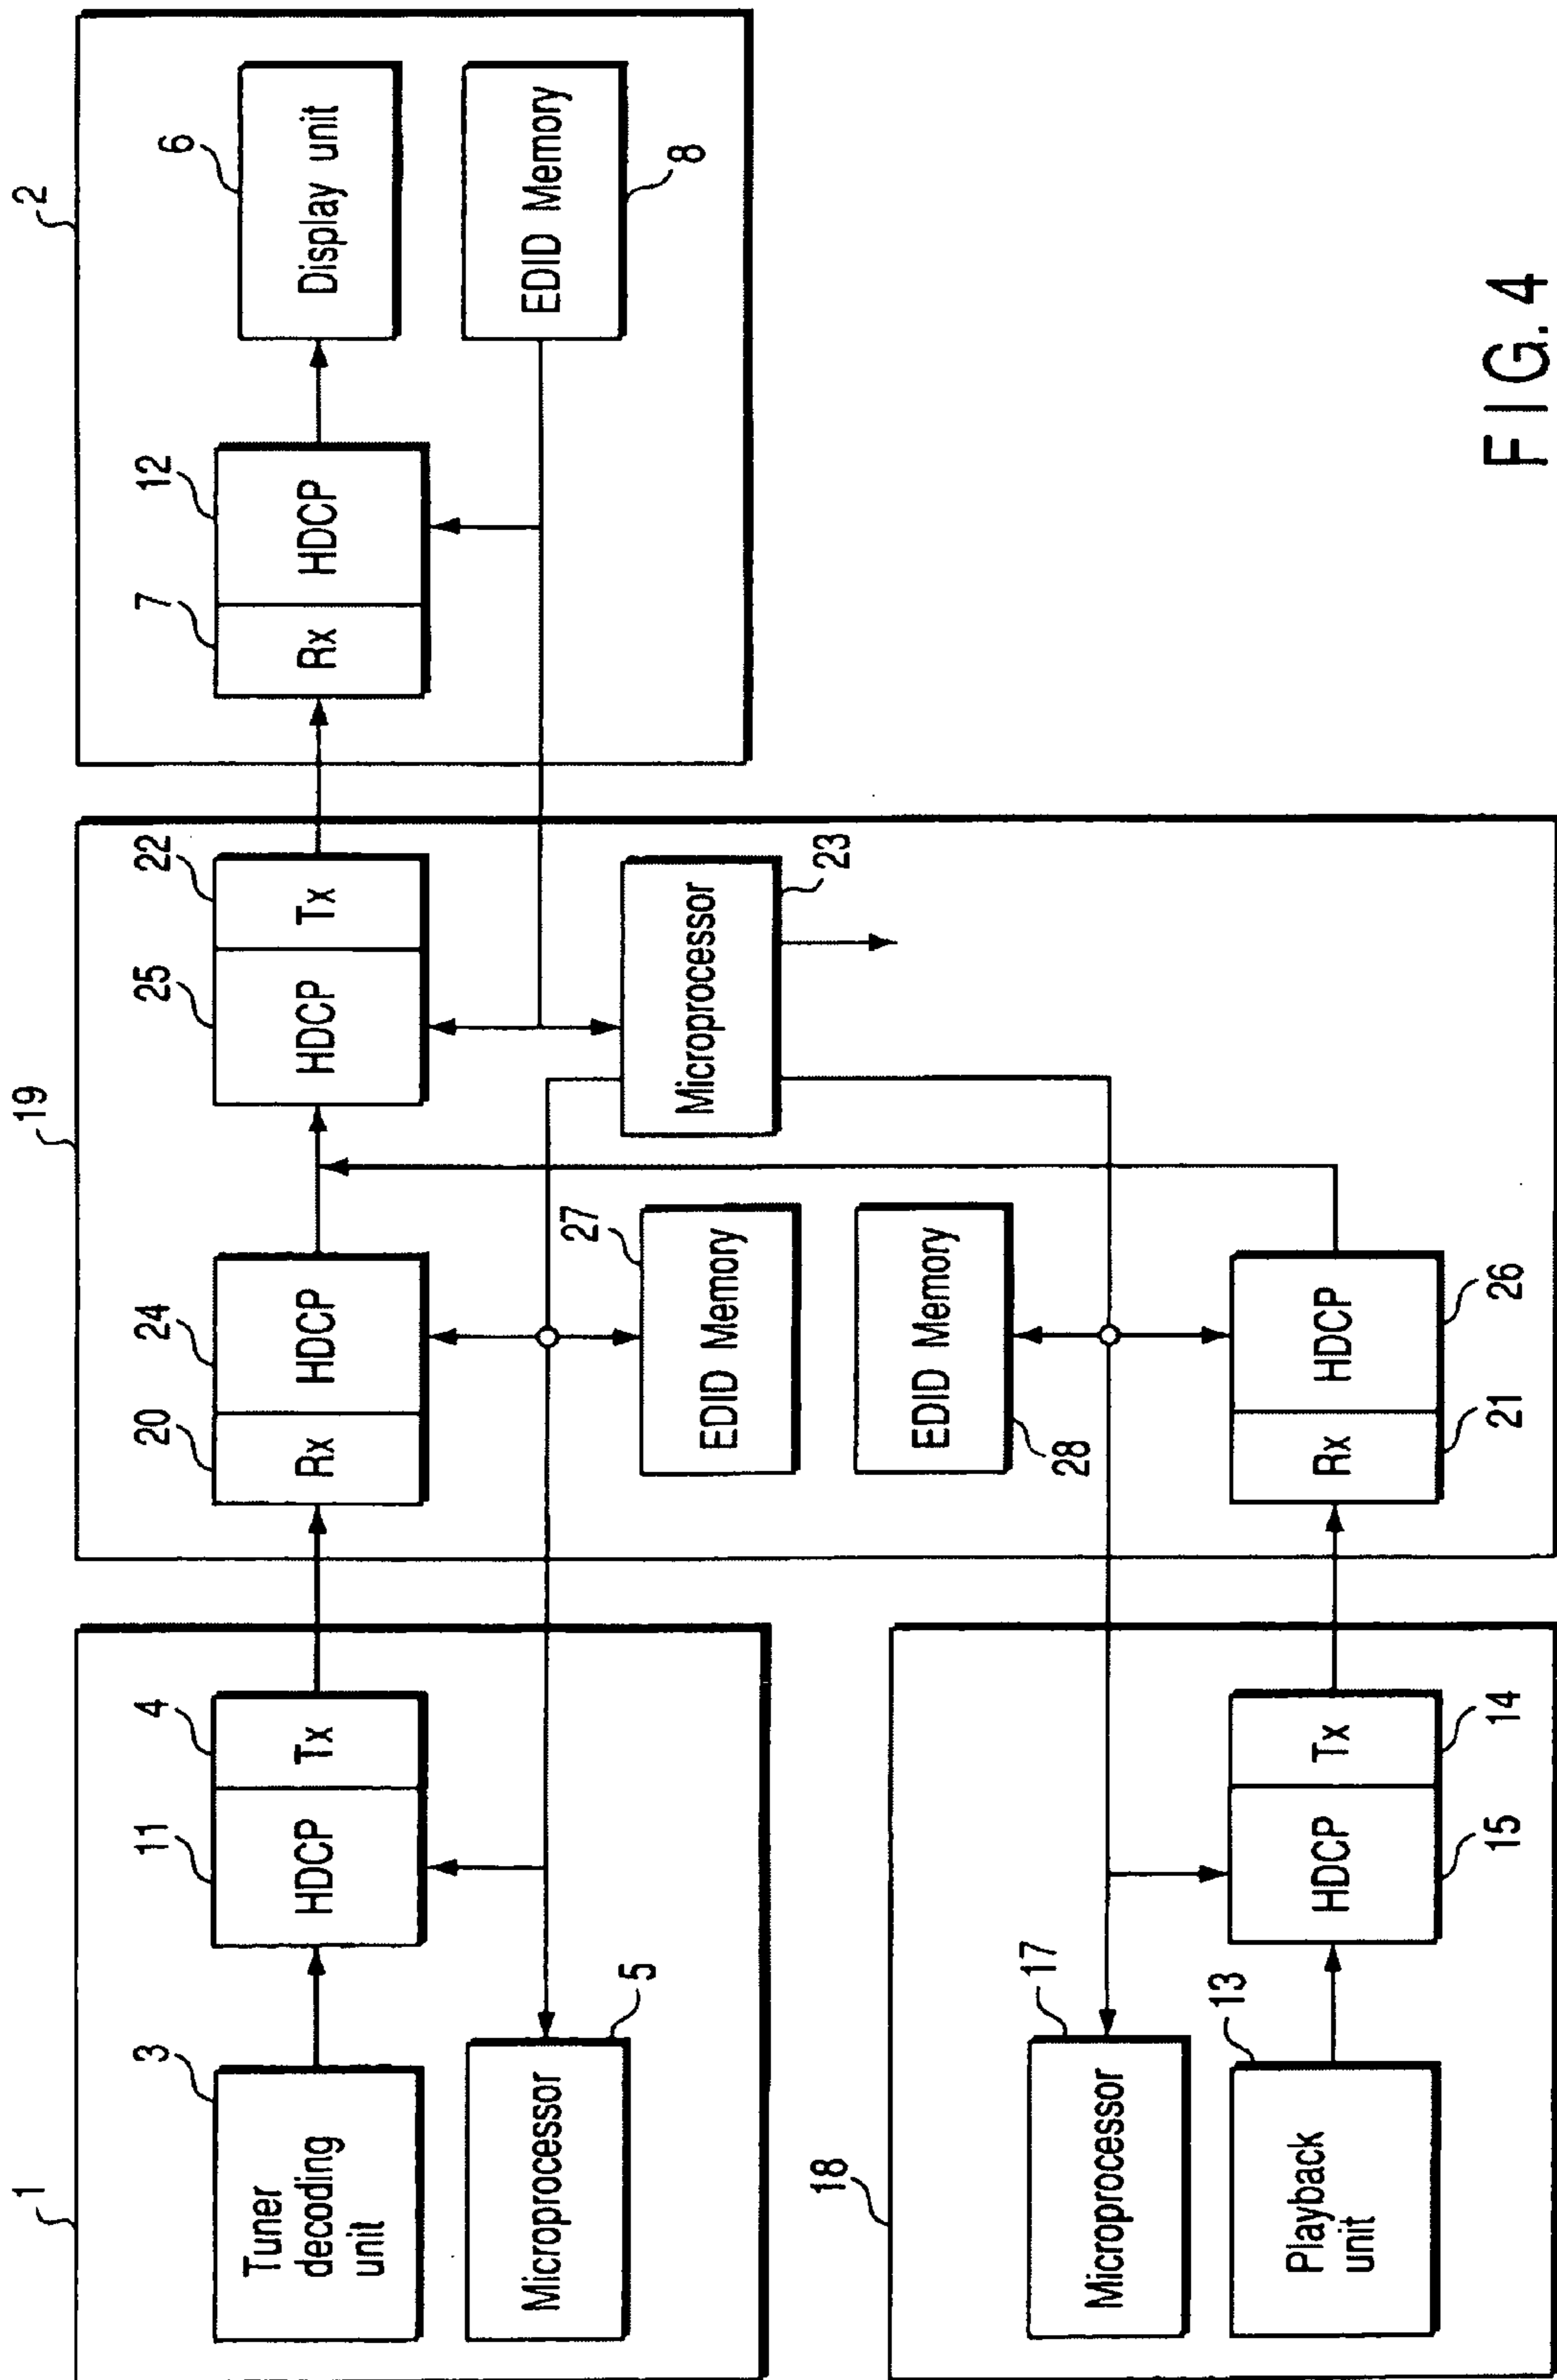 1
3
Tuner
decoding
unit
11
4
HDCP
Tx
Microprocessor
5
18
Microprocessor
17
13
Playback
unit
HDCP
Tx
15
14
19
20
24
Rx
HDCP
25
22
HDCP
Tx
27
EDID Memory
EDID Memory
28
Microprocessor
23
Rx
HDCP
21
26
2
7
12
Rx
HDCP
6
Display unit
EDID Memory
8
FIG. 4